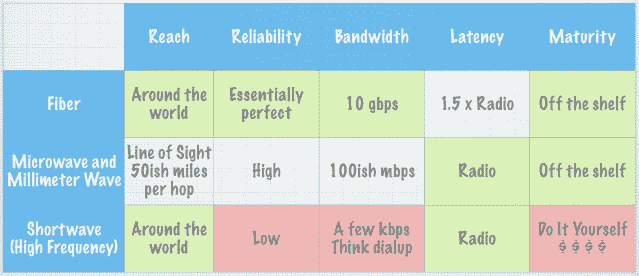 Reach Reliability Bandwidth Latency Maturity
Fiber
Around the
world
Essentially
perfect
10 gbps
1.5 x Radio
Off the shelf
Microwave and
Millimeter Wave
Line of Sight
50ish miles
per hop
High
100ish mbps
Radio
Off the shelf
Shortwave
(High Frequency)
Around the
world
Low
A few kbps
Think dialup
Radio
Do It Yourself
$ $ $ $